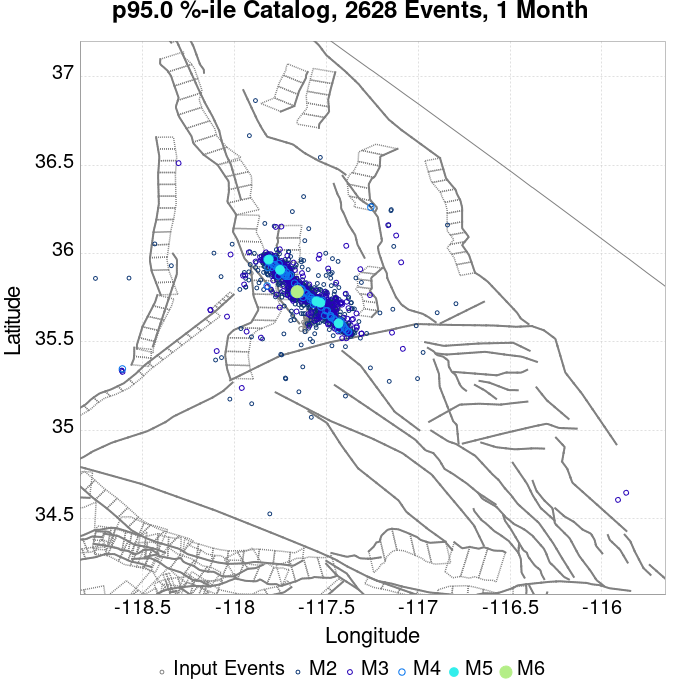 p95.0 %-ile Catalog, 2628 Events, 1 Month
37
36.5
36
35.5
35
34.5
Latitude
-118.5 -118 -117.5 -117 -116.5 -116
Longitude
Input Events M2 M3 M4 M5 M6